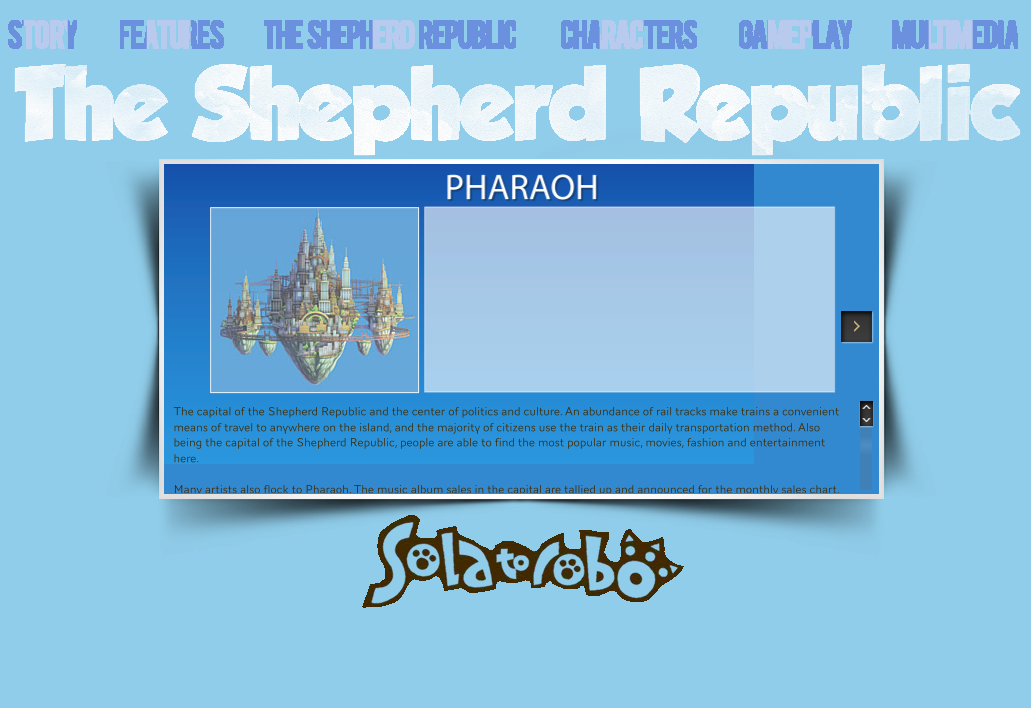 STORY FEATURES THE SHEPHERD REPUBLIC CHARACTERS GAMEPLAY MULTIMEDIA
The Shepherd Republic
PHARAOH
The capital of the Shepherd Republic and the center of politics and culture. An abundance of rail tracks make trains a convenient
means of travel to anywhere on the island, and the majority of citizens use the train as their daily transportation method. Also
being the capital of the Shepherd Republic, people are able to find the most popular music, movies, fashion and entertainment
here.
Many artists also flock to Pharaoh. The music album sales in the capital are tallied up and announced for the monthly sales chart.
Solatorobo